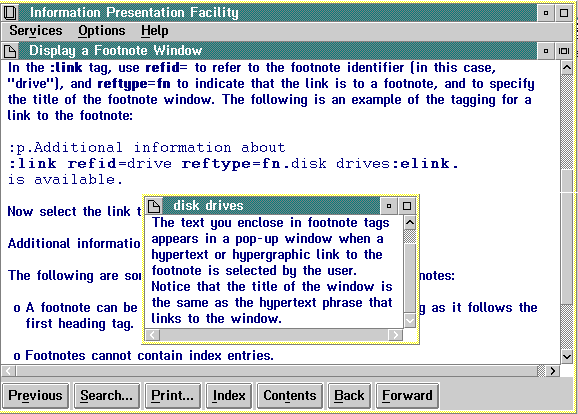 Information Presentation Facility
Services Options Help
Display a Footnote Window
In the :link tag, use refid= to refer to the footnote identifier (in this case,
"drive"), and reftype=fn to indicate that the link is to a footnote, and to specify
the title of the footnote window. The following is an example of the tagging for a
link to the footnote:
:p.Additional information about
:link refid=drive reftype=fn.disk drives:elink.
is available.
Now select the link t
Additional informatio
The following are so
notes:
o A footnote can be
g as it follows the
first heading tag.
o Footnotes cannot contain index entries.
disk drives
The text you enclose in footnote tags
appears in a pop-up window when a
hypertext or hypergraphic link to the
footnote is selected by the user.
Notice that the title of the window is
the same as the hypertext phrase that
links to the window.
Previous Search... Print... Index Contents Back Forward